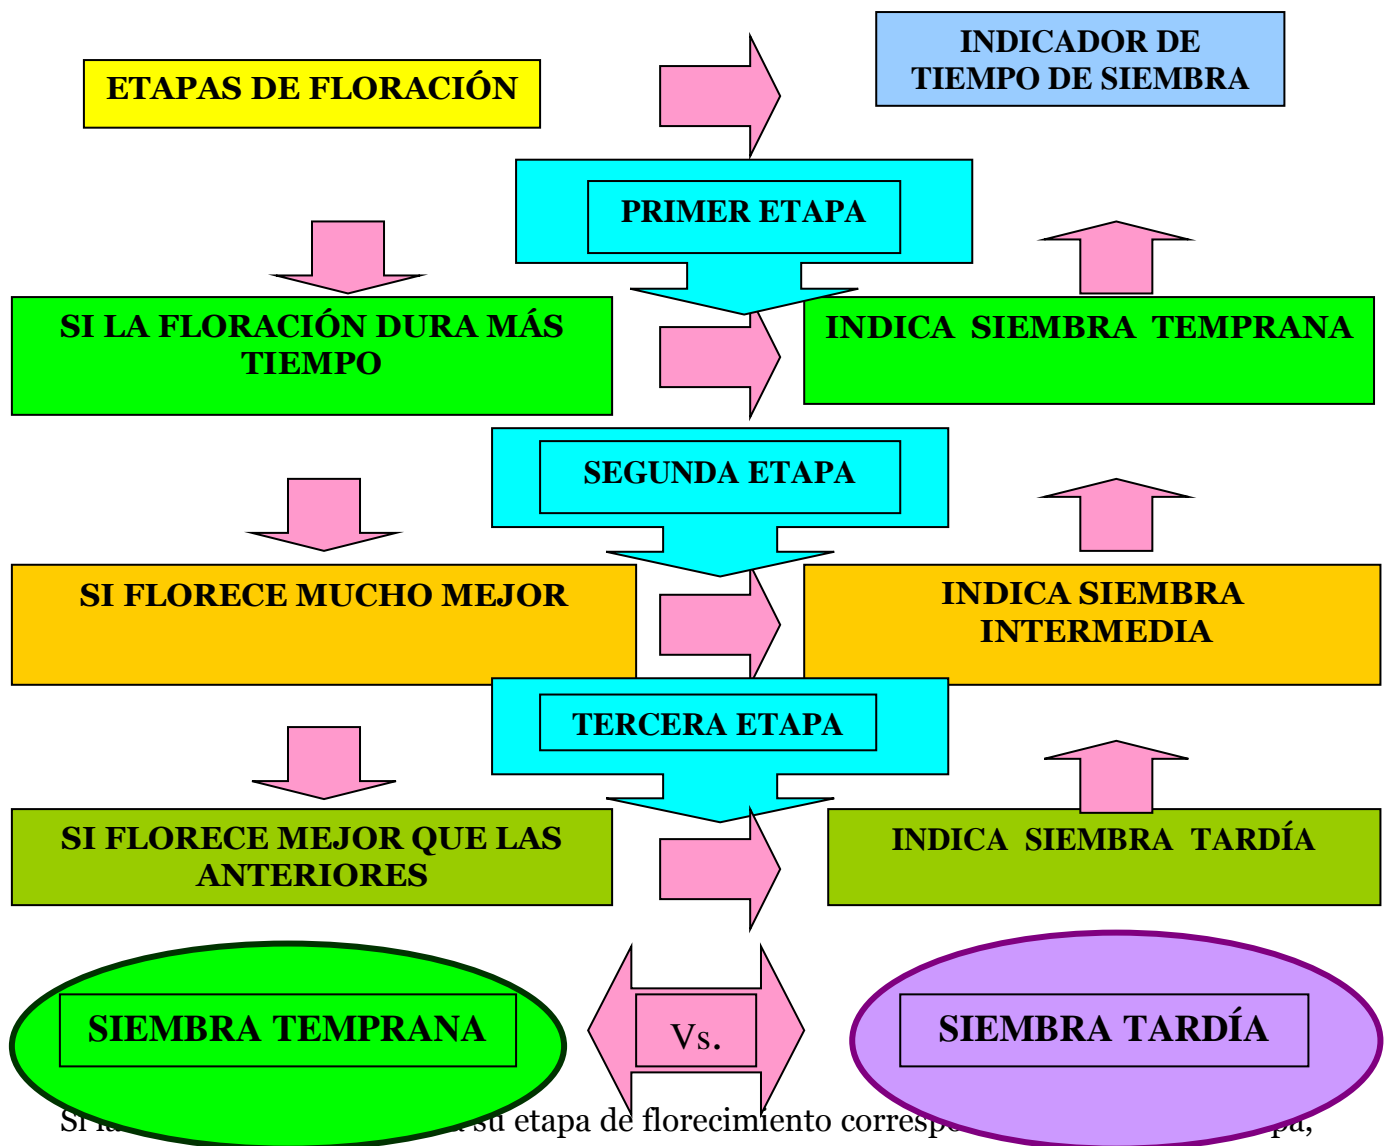 ETAPAS DE FLORACIÓN
INDICADOR DE
TIEMPO DE SIEMBRA
PRIMER ETAPA
SI LA FLORACIÓN DURA MÁS
TIEMPO
INDICA SIEMBRA TEMPRANA
SEGUNDA ETAPA
SI FLORECE MUCHO MEJOR
INDICA SIEMBRA
INTERMEDIA
TERCERA ETAPA
SI FLORECE MEJOR QUE LAS
ANTERIORES
INDICA SIEMBRA TARDÍA
SIEMBRA TEMPRANA
Vs.
SIEMBRA TARDÍA
Si su etapa de florecimiento